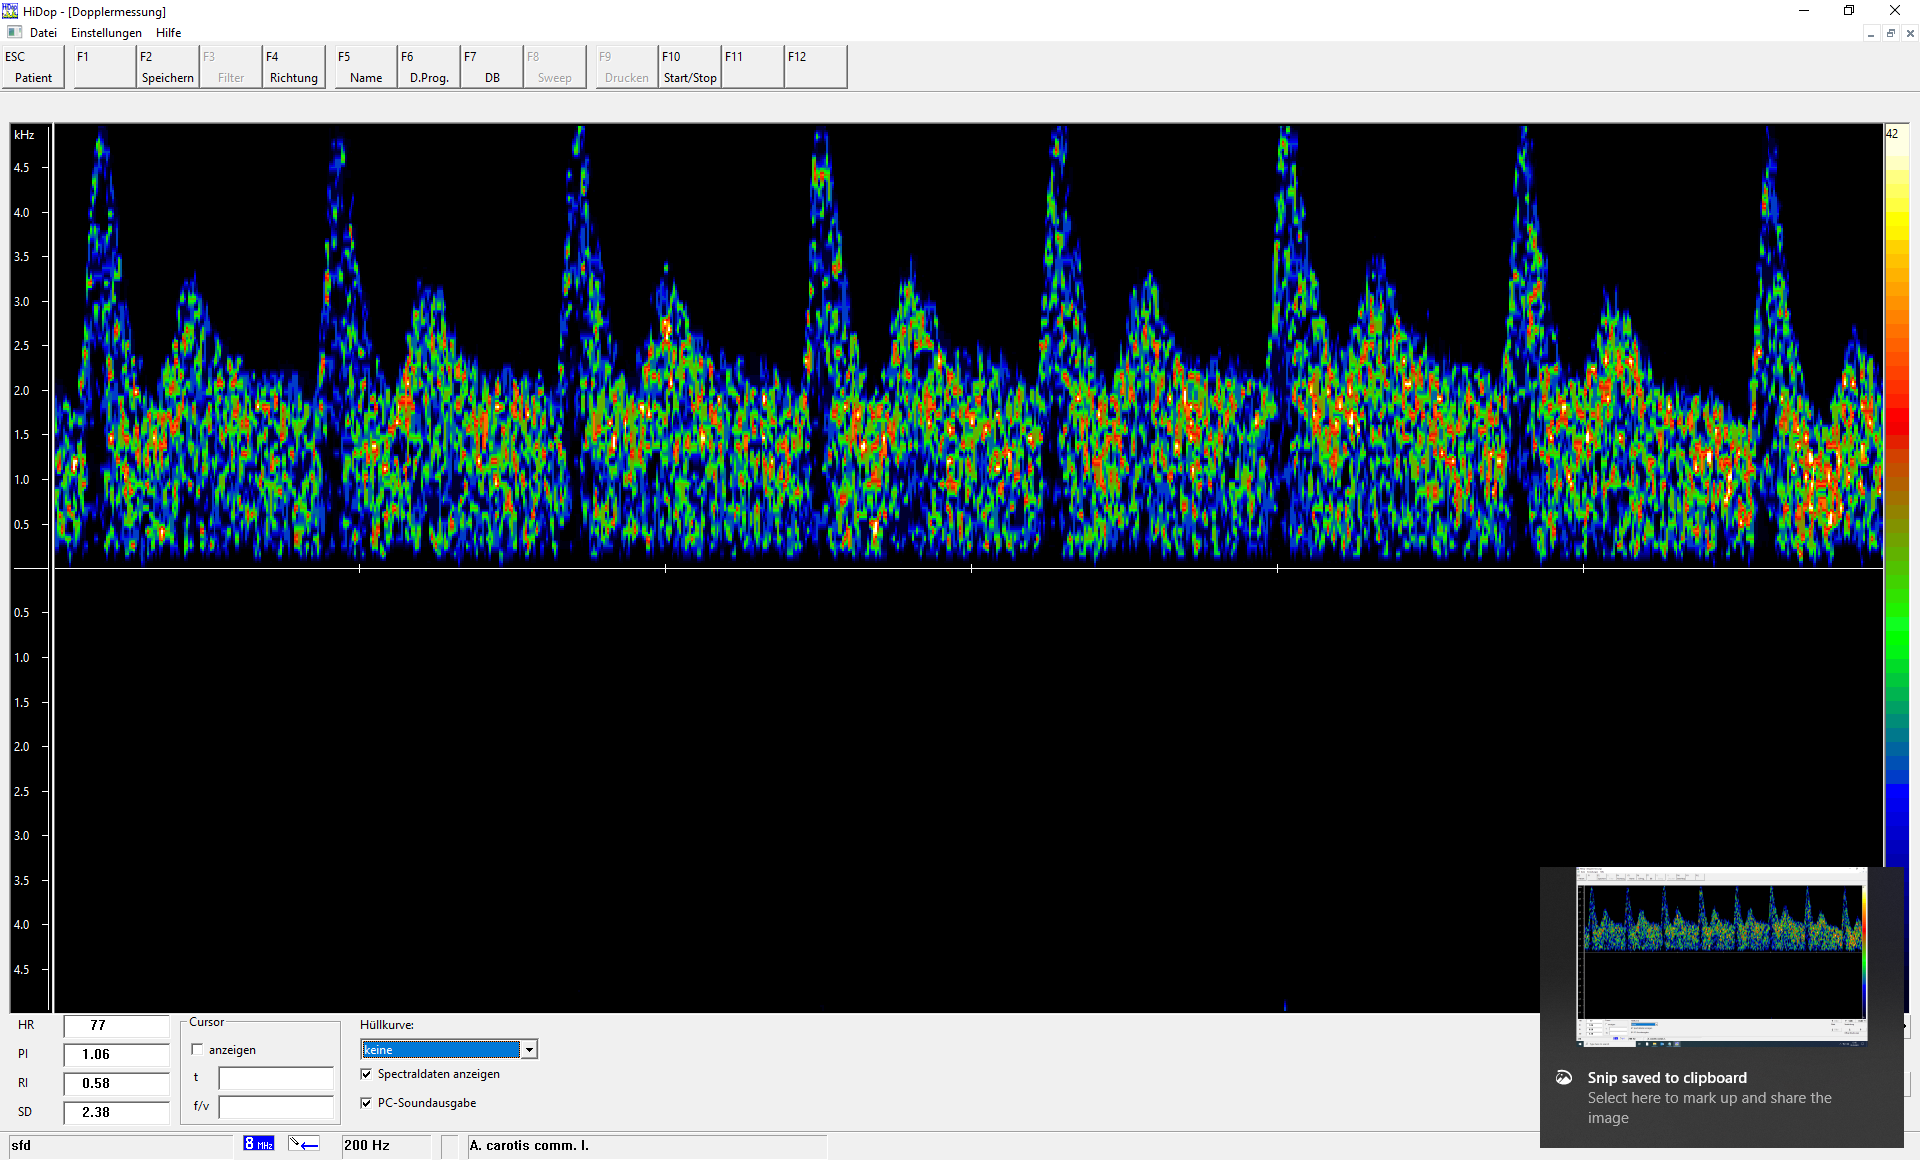 HiDop - [Dopplermessung]
Datei Einstellungen Hilfe
ESC F1 F2 F3 F4 F5 F6 F7 F8 F9 F10 F11 F12
Patient Speichern Filter Richtung Name D.Prog. DB Sweep Drucken Start/Stop
kHz
42
4.5
4.0
3.5
3.0
2.5
2.0
1.5
1.0
0.5
0.5
1.0
1.5
2.0
2.5
3.0
3.5
4.0
4.5
HR 77
PI 1.06
RI 0.58
SD 2.38
Cursor
anzeigen
t
f/v
Hüllkurve:
keine
Spectraldaten anzeigen
PC-Soundausgabe
Snip saved to clipboard
Select here to mark up and share the
image
sfd 8 MHz 200 Hz A. carotis comm. l.